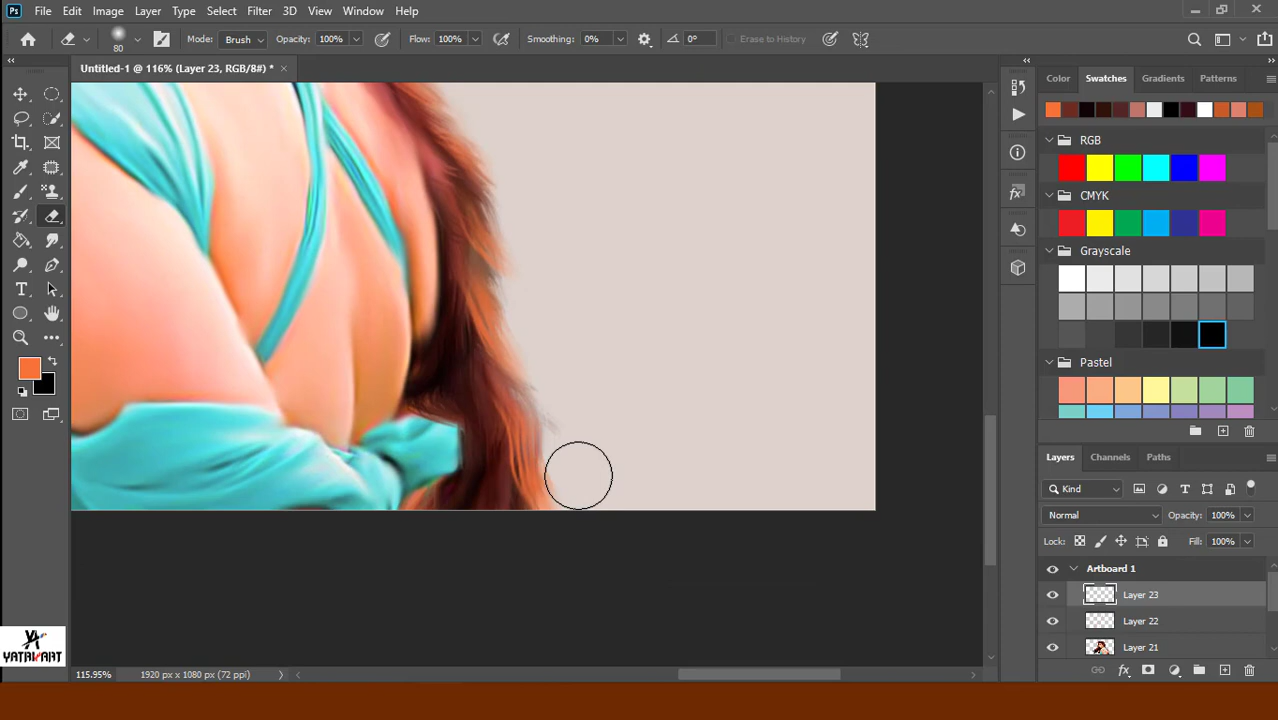 Ps File Edit Image Layer Type Select Filter 3D View Window Help
80 Mode: Brush Opacity: 100% Flow: 100% Smoothing: 0% 0° Erase to History
Untitled-1 @ 116% (Layer 23, RGB/8#) *
Color Swatches Gradients Patterns
RGB
CMYK
Grayscale
Pastel
Layers Channels Paths
Kind
Normal Opacity: 100%
Lock: Fill: 100%
Artboard 1
Layer 23
Layer 22
Layer 21
YATRIKART
115.95% 1920 px x 1080 px (72 ppi)